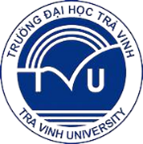 TRƯỜNG ĐẠI HỌC TRÀ VINH
TVU
TRA VINH UNIVERSITY